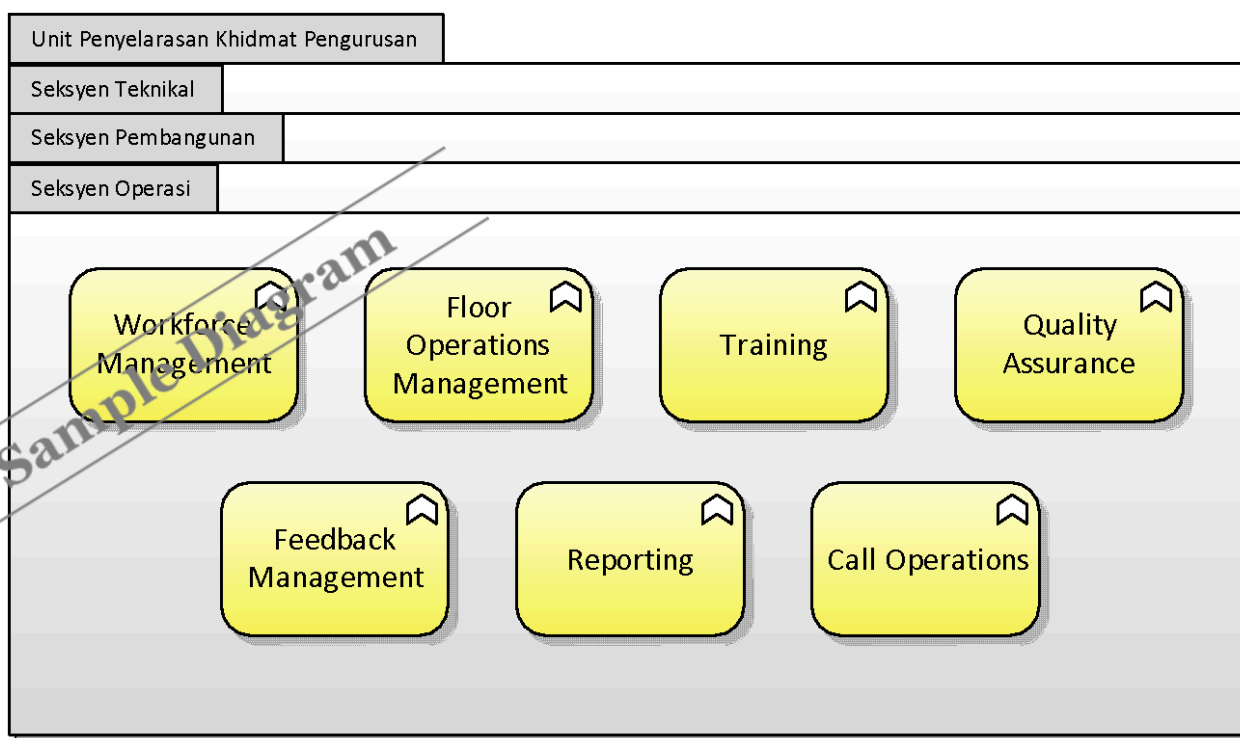 Unit Penyelarasan Khidmat Pengurusan
Seksyen Teknikal
Seksyen Pembangunan
Seksyen Operasi
Sample Diagram
Workforce
Management
Floor
Operations
Management
Training
Quality
Assurance
Feedback
Management
Reporting
Call Operations